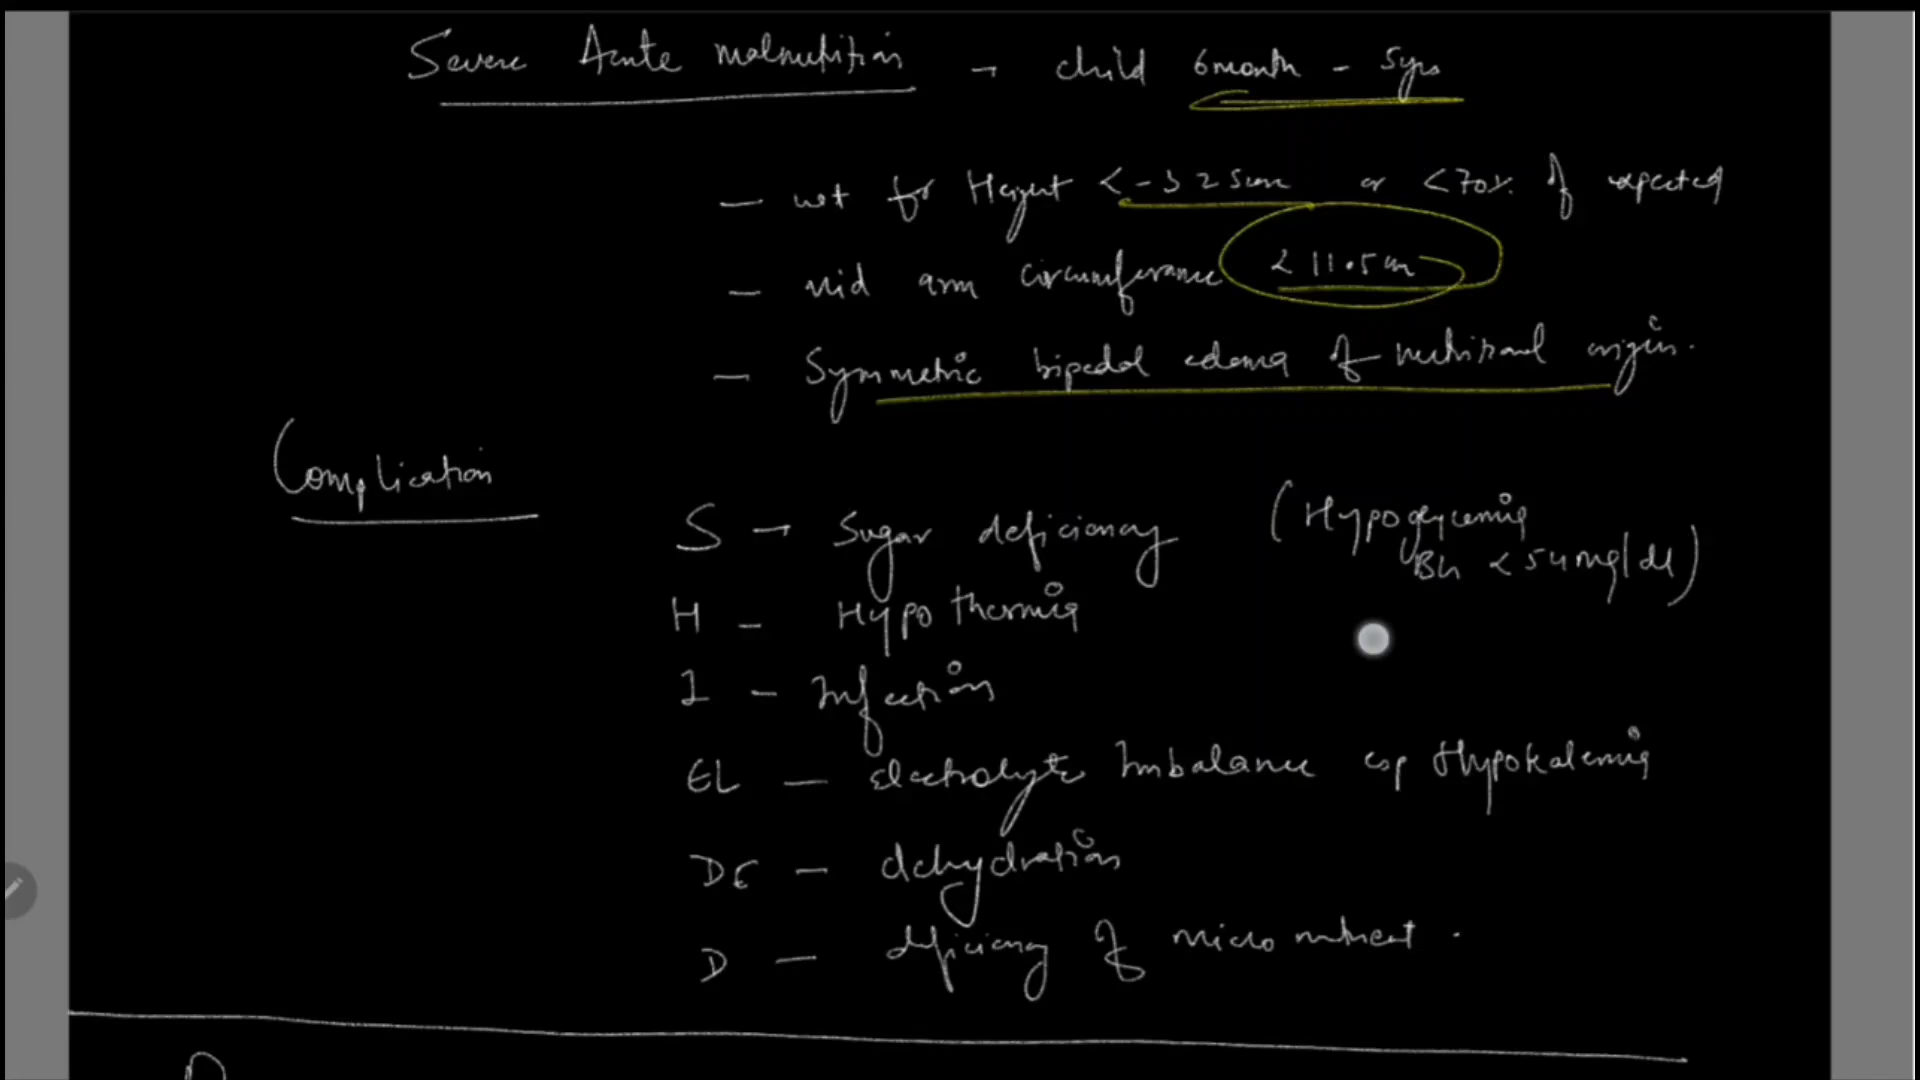 Severe Acute malnutrition → child 6month - 5yrs
— wt for Height <-3 Z Score or <70% of expected
— mid arm circumference < 11.5cm
— Symmetric bipedal edema of nutritional origin.
Complication
S → Sugar deficiency (Hypoglycemia
BG < 54mg/dl)
H - Hypothermia
I - Infection
EL — Electrolyte Imbalance esp Hypokalemia
DE — dehydration
D — deficiency of micro nutrient .